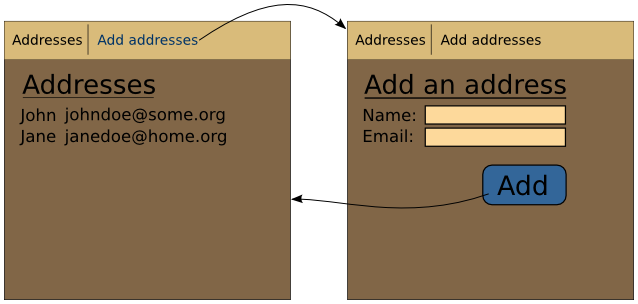 Addresses Add addresses
Addresses
John johndoe@some.org
Jane janedoe@home.org
Addresses Add addresses
Add an address
Name:
Email:
Add